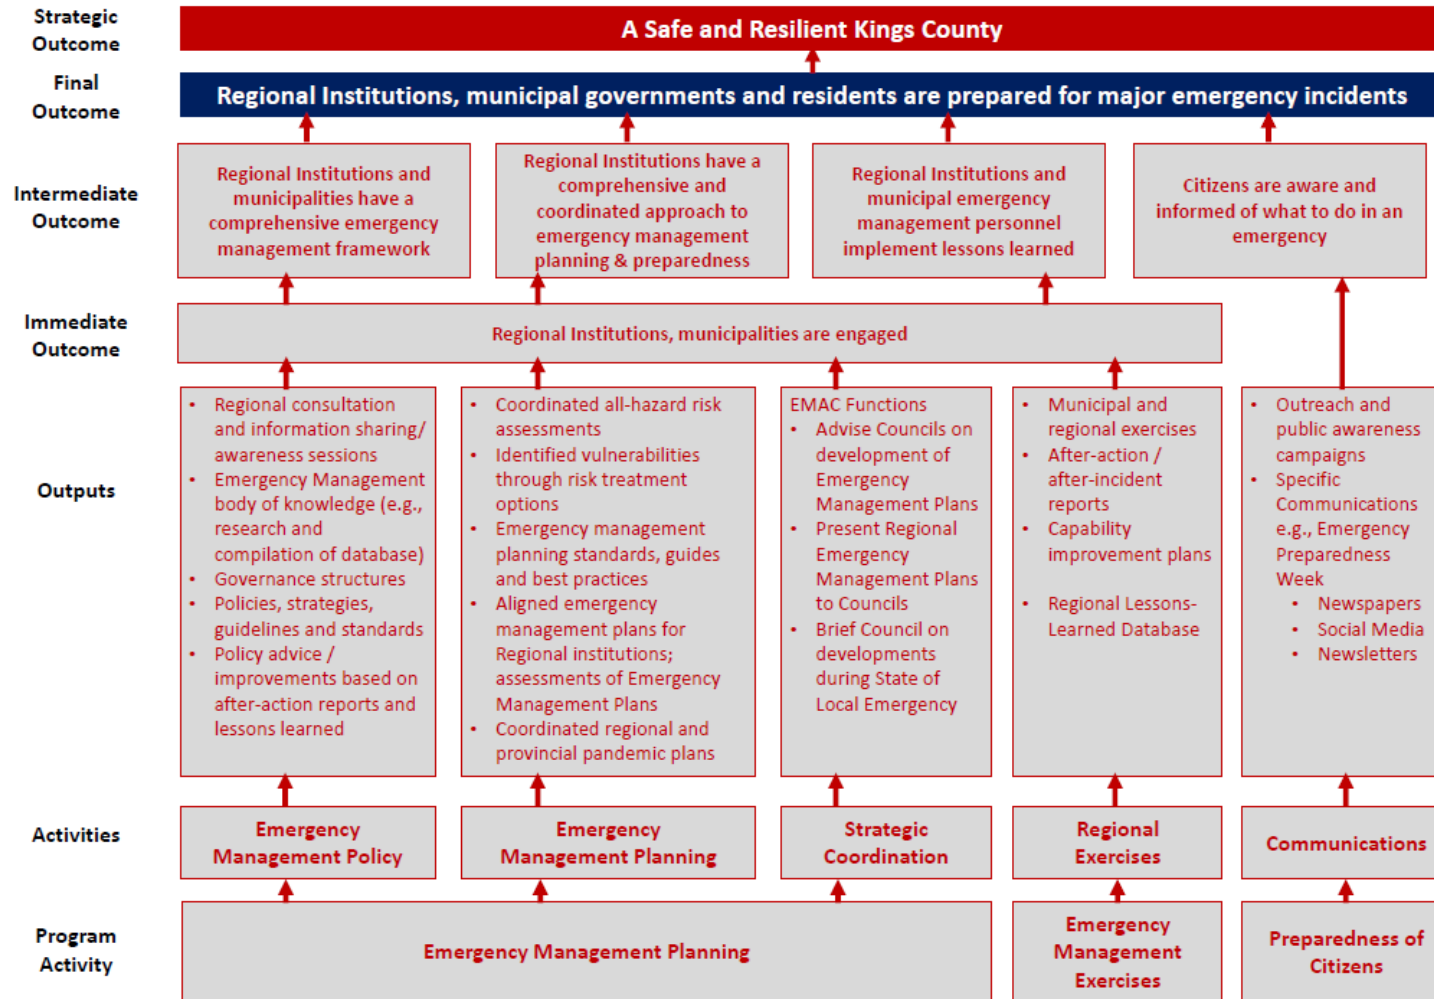 Strategic
Outcome
A Safe and Resilient Kings County
Final
Outcome
Regional Institutions, municipal governments and residents are prepared for major emergency incidents
Intermediate
Outcome
Regional Institutions and
municipalities have a
comprehensive emergency
management framework
Regional Institutions have a
comprehensive and
coordinated approach to
emergency management
planning & preparedness
Regional Institutions and
municipal emergency
management personnel
implement lessons learned
Citizens are aware and
informed of what to do in an
emergency
Immediate
Outcome
Regional Institutions, municipalities are engaged
Outputs
• Regional consultation
and information sharing/
awareness sessions
• Emergency Management
body of knowledge (e.g.,
research and
compilation of database)
• Governance structures
• Policies, strategies,
guidelines and standards
• Policy advice /
improvements based on
after-action reports and
lessons learned
• Coordinated all-hazard risk
assessments
• Identified vulnerabilities
through risk treatment
options
• Emergency management
planning standards, guides
and best practices
• Aligned emergency
management plans for
Regional institutions;
assessments of Emergency
Management Plans
• Coordinated regional and
provincial pandemic plans
EMAC Functions
• Advise Councils on
development of
Emergency
Management Plans
• Present Regional
Emergency
Management Plans
to Councils
• Brief Council on
developments
during State of
Local Emergency
• Municipal and
regional exercises
• After-action /
after-incident
reports
• Capability
improvement plans
• Regional Lessons-
Learned Database
• Outreach and
public awareness
campaigns
• Specific
Communications
e.g., Emergency
Preparedness
Week
• Newspapers
• Social Media
• Newsletters
Activities
Emergency
Management Policy
Emergency
Management Planning
Strategic
Coordination
Regional
Exercises
Communications
Program
Activity
Emergency Management Planning
Emergency
Management
Exercises
Preparedness of
Citizens